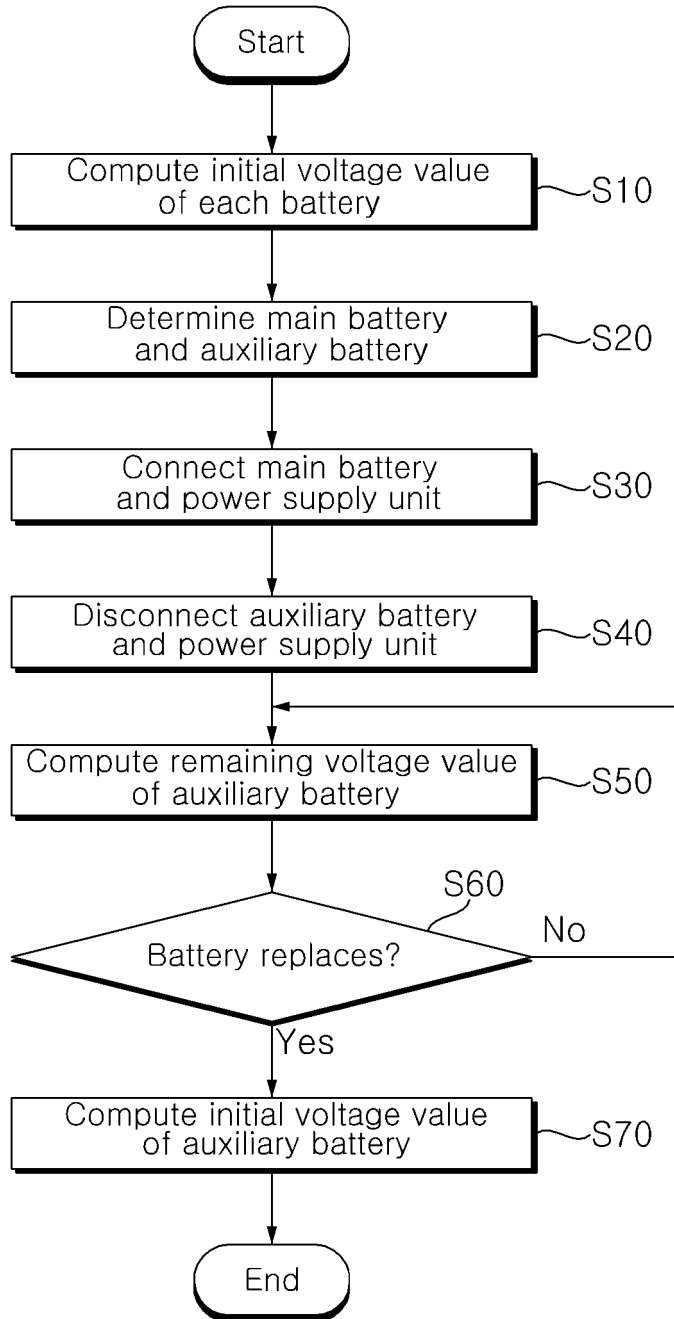 Start
Compute initial voltage value
of each battery
S10
Determine main battery
and auxiliary battery
S20
Connect main battery
and power supply unit
S30
Disconnect auxiliary battery
and power supply unit
S40
Compute remaining voltage value
of auxiliary battery
S50
S60
Battery replaces?
No
Yes
Compute initial voltage value
of auxiliary battery
S70
End